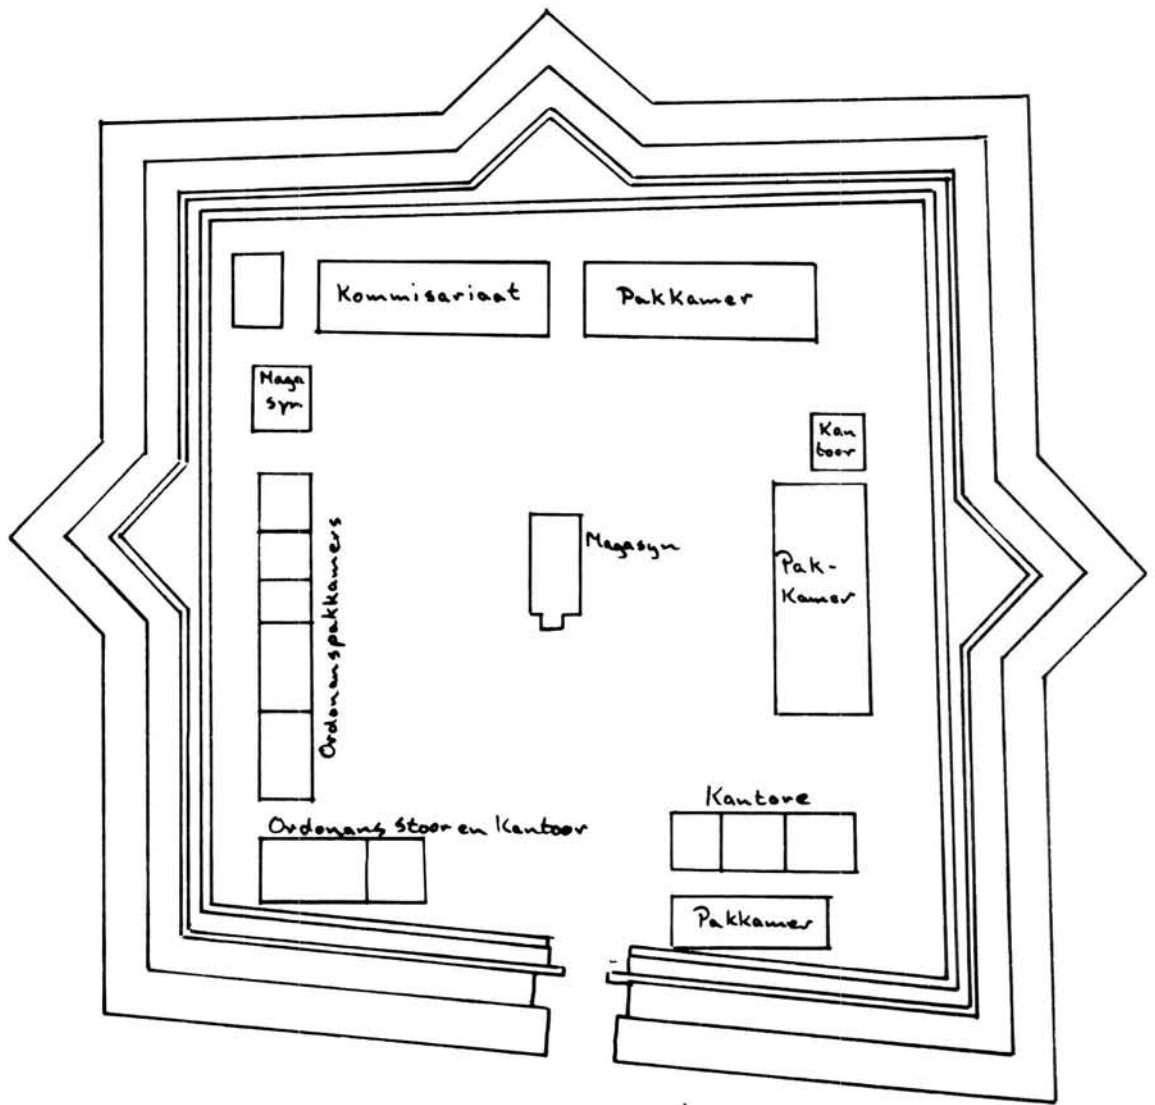 Kommisariaat
Pakkamer
Maga
syn
Kan
toor
Magasyn
Pak-
Kamer
Ordonanspakkamers
Kantore
Ordonans stoor en Kantoor
Pakkamer